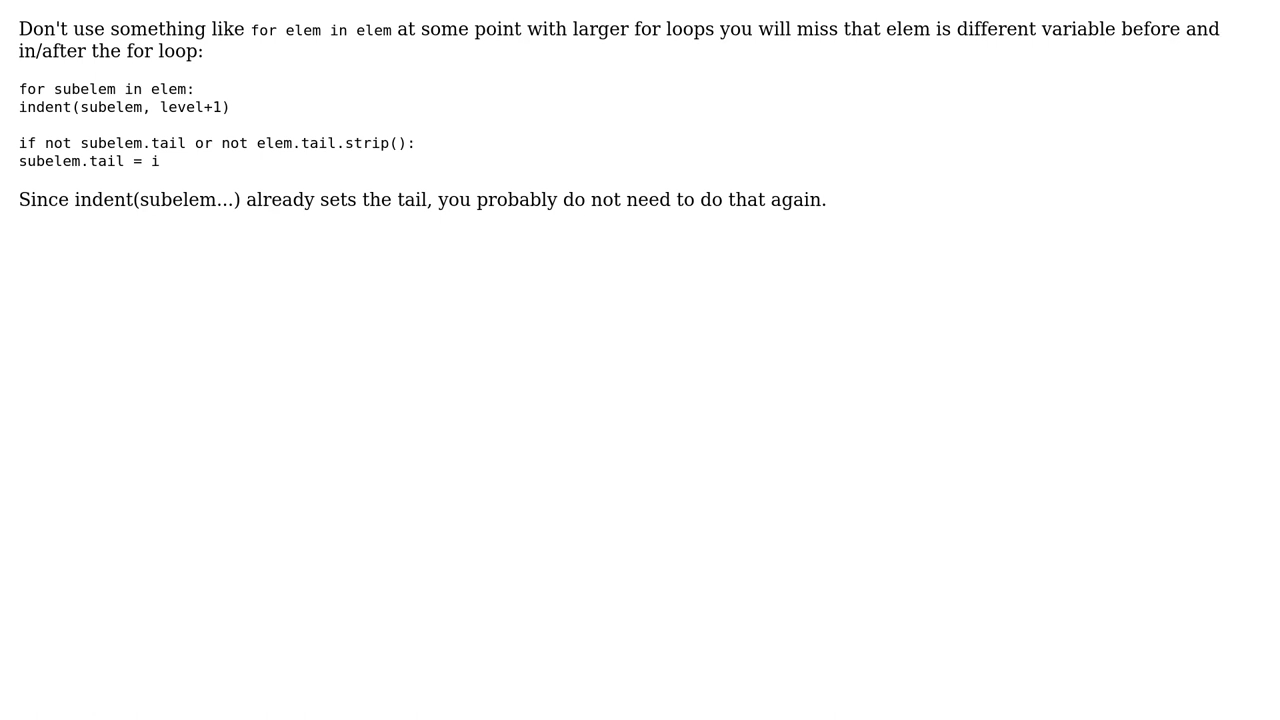 Don't use something like for elem in elem at some point with larger for loops you will miss that elem is different variable before and
in/after the for loop:
for subelem in elem:
indent(subelem, level+1)
if not subelem.tail or not elem.tail.strip():
subelem.tail = i
Since indent(subelem...) already sets the tail, you probably do not need to do that again.